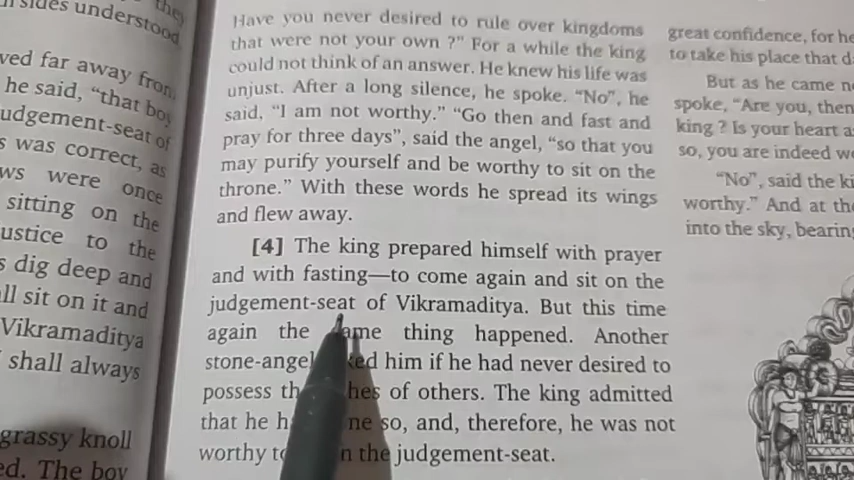 they
sides understood
ved far away from
he said, "that boy
udgement-seat of
s was correct, as
ws were once
sitting on the
ustice to the
s dig deep and
ll sit on it and
Vikramaditya
shall always
grassy knoll
ed. The boy
Have you never desired to rule over kingdoms
that were not your own ?" For a while the king
could not think of an answer. He knew his life was
unjust. After a long silence, he spoke. "No", he
said, "I am not worthy." "Go then and fast and
pray for three days", said the angel, "so that you
may purify yourself and be worthy to sit on the
throne." With these words he spread its wings
and flew away.
[4] The king prepared himself with prayer
and with fasting—to come again and sit on the
judgement-seat of Vikramaditya. But this time
again the same thing happened. Another
stone-angel him if he had never desired to
possess of others. The king admitted
that he so, and, therefore, he was not
worthy the judgement-seat.
great confidence, for he
to take his place that d
But as he came n
spoke, "Are you, then
king ? Is your heart a
so, you are indeed w
"No", said the ki
worthy." And at th
into the sky, bearin